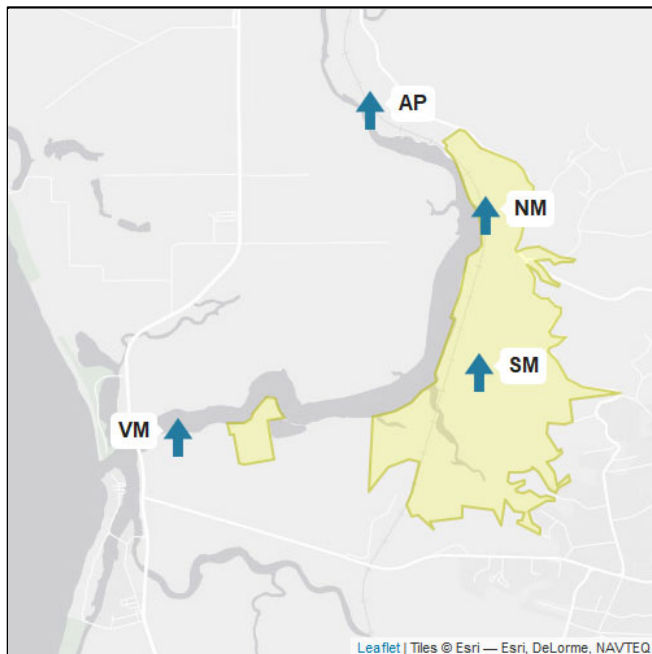 AP
NM
SM
VM
Leaflet | Tiles © Esri — Esri, DeLorme, NAVTEQ